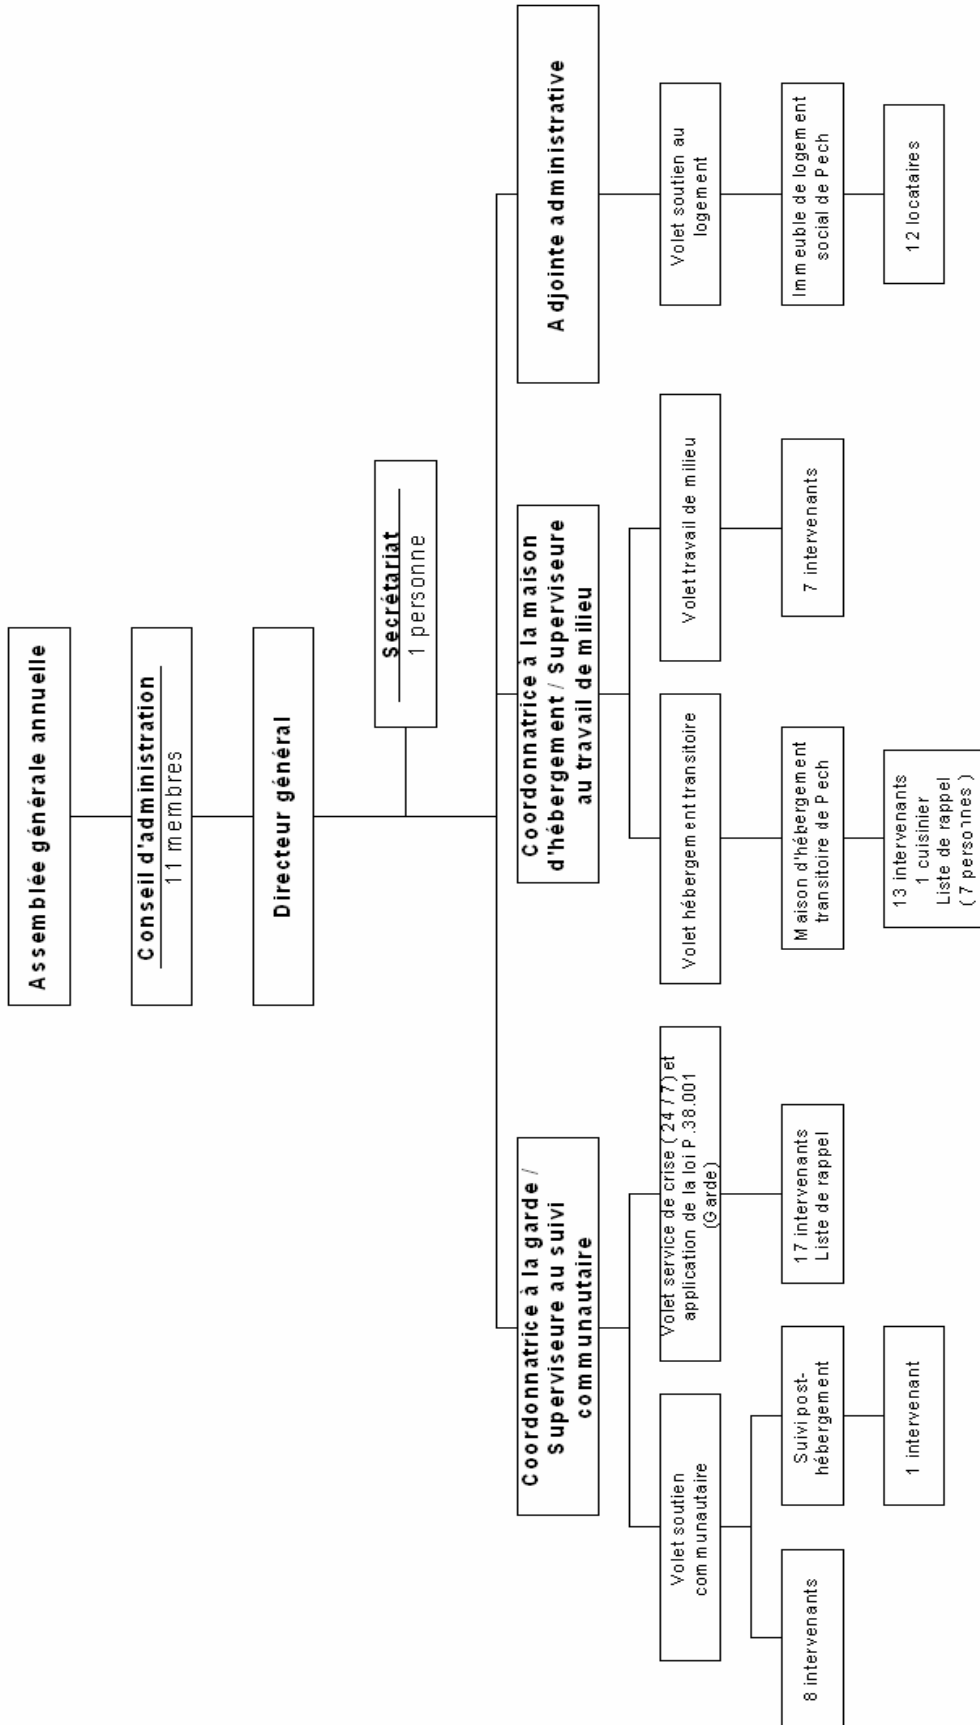 Assemblée générale annuelle
Conseil d'administration
11 membres
Directeur général
Secrétariat
1 personne
Coordonnatrice à la garde /
Superviseure au suivi
communautaire
Coordonnatrice à la maison
d'hébergement / Superviseure
au travail de milieu
Adjointe administrative
Volet soutien
communautaire
Volet service de crise ( 24 / 7 ) et
application de la loi P.38.001
(Garde)
Volet hébergement transitoire
Volet travail de milieu
Volet soutien au
logement
8 intervenants
Suivi post-
hébergement
17 intervenants
Liste de rappel
Maison d'hébergement
transitoire de Pech
7 intervenants
Immeuble de logement
social de Pech
1 intervenant
13 intervenants
1 cuisinier
Liste de rappel
( 7 personnes )
12 locataires